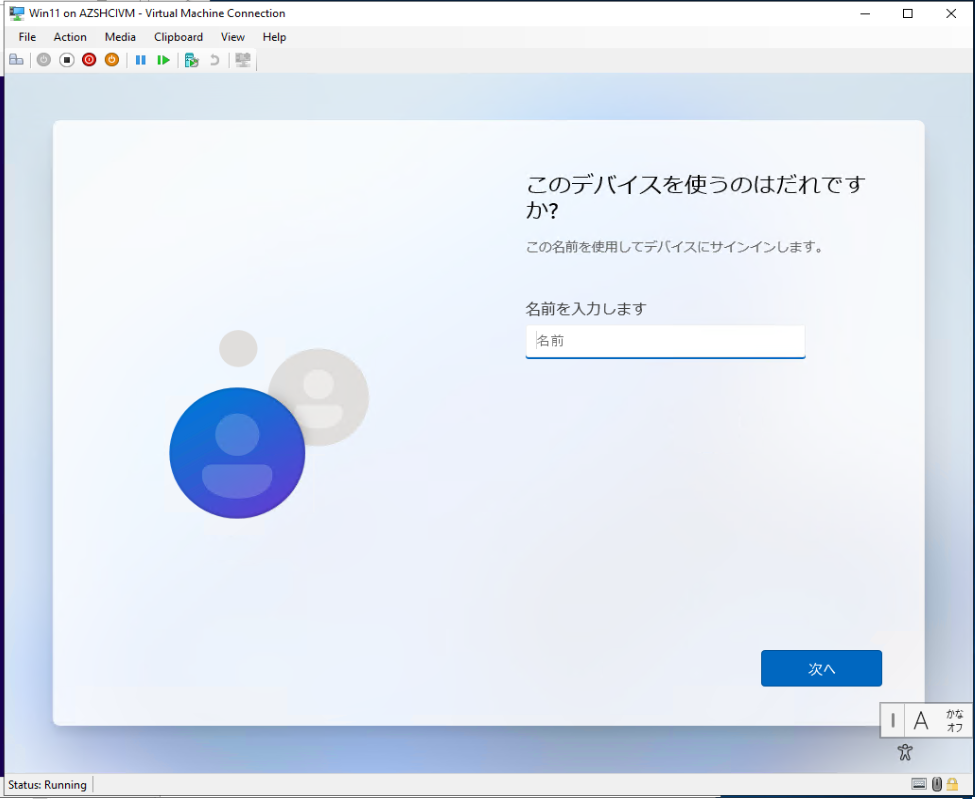 Win11 on AZSHCIVM - Virtual Machine Connection
File Action Media Clipboard View Help
このデバイスを使うのはだれです
か?
この名前を使用してデバイスにサインインします。
名前を入力します
名前
次へ
A かな
オフ
Status: Running